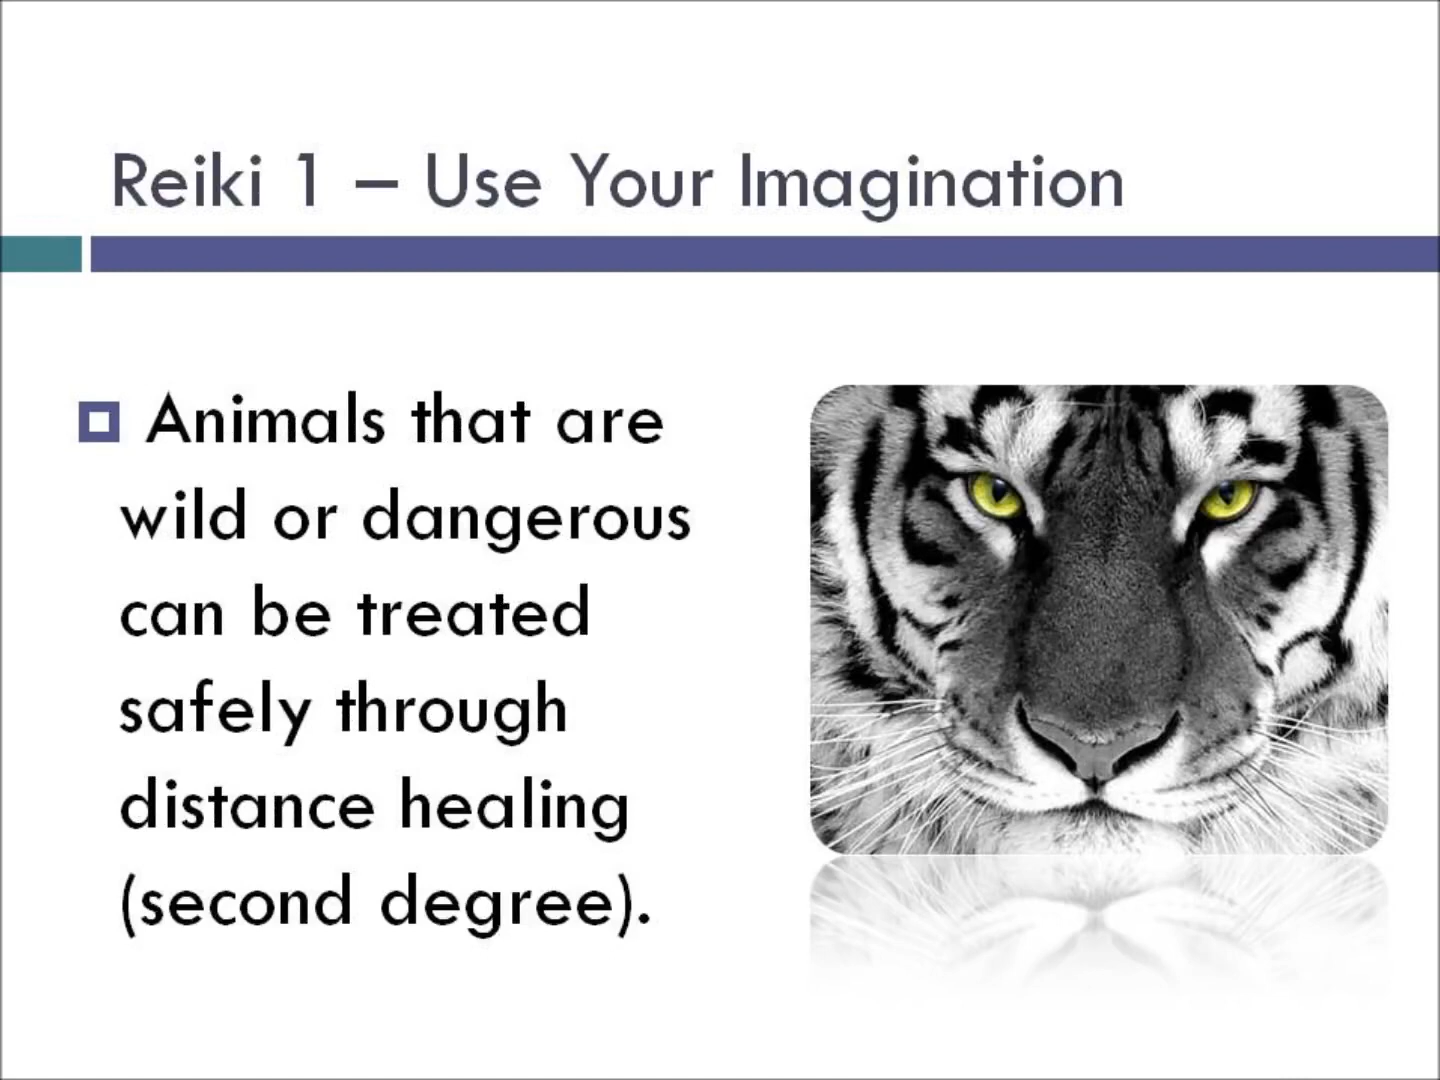 Reiki 1 – Use Your Imagination
Animals that are
wild or dangerous
can be treated
safely through
distance healing
(second degree).